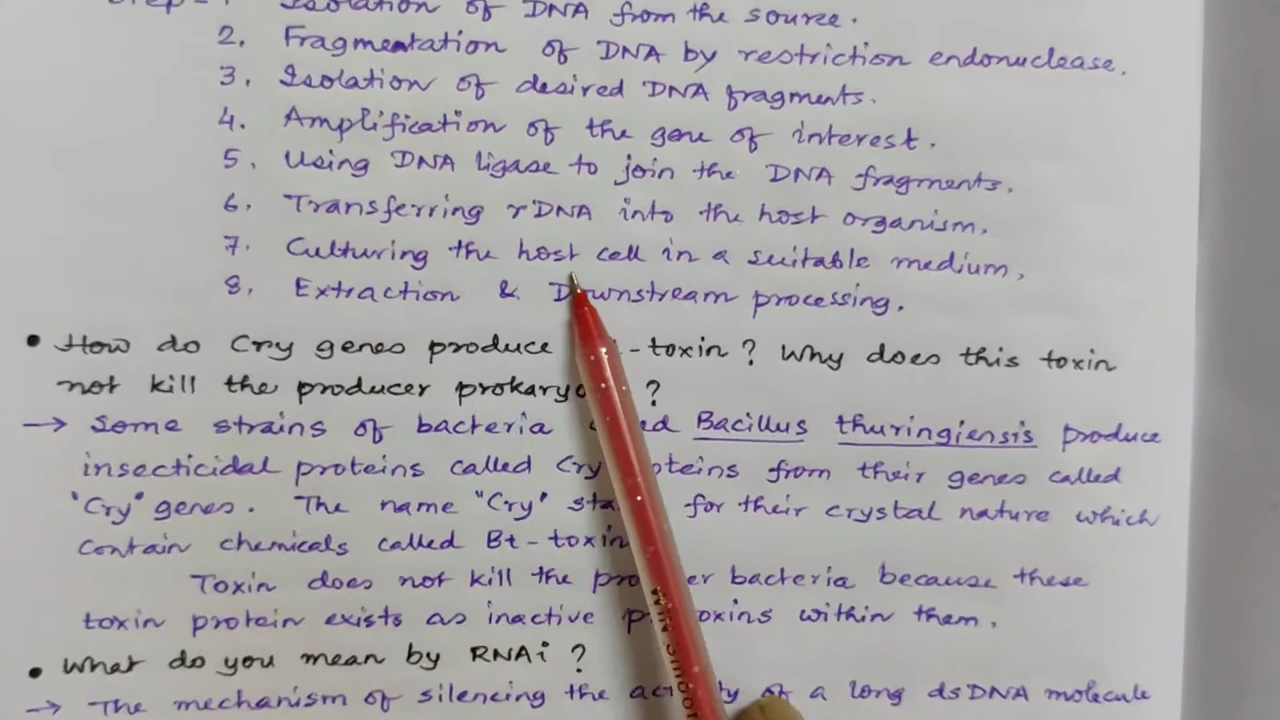 Isolation of DNA from the source.
2. Fragmentation of DNA by restriction endonuclease.
3. Isolation of desired DNA fragments.
4. Amplification of the gene of interest.
5. Using DNA ligase to join the DNA fragments.
6. Transferring rDNA into the host organism.
7. Culturing the host cell in a suitable medium,
8. Extraction & Downstream processing.
• How do Cry genes produce -toxin? Why does this toxin
not kill the producer ?
→ Some strains of bacteria Bacillus thuringiensis produce
insecticidal proteins called Cry from their genes called
"Cry" genes. The name "Cry" for their crystal nature which
contain chemicals called Bt-toxin
Toxin does not kill the bacteria because these
toxin protein exists as inactive within them.
• What do you mean by RNAi?
→ The mechanism of silencing the of a long dsDNA molecule